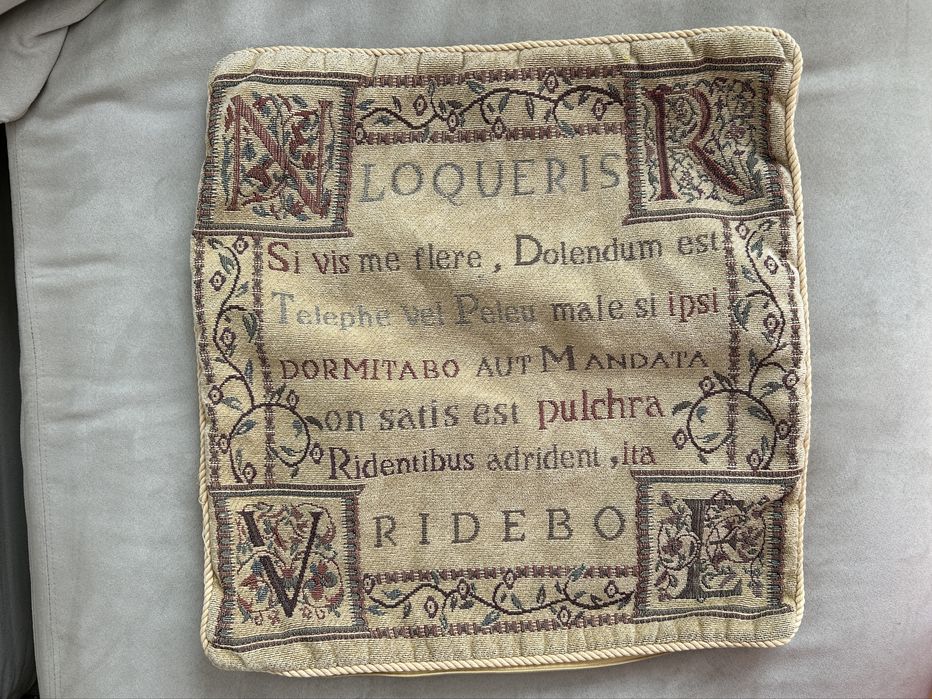 N LOQUERIS R
Si vis me flere, Dolendum est
Telephe vel Peleu male si ipsi
DORMITABO AUT MANDATA
on satis est pulchra
Ridentibus adrident, ita
V RIDEBO I